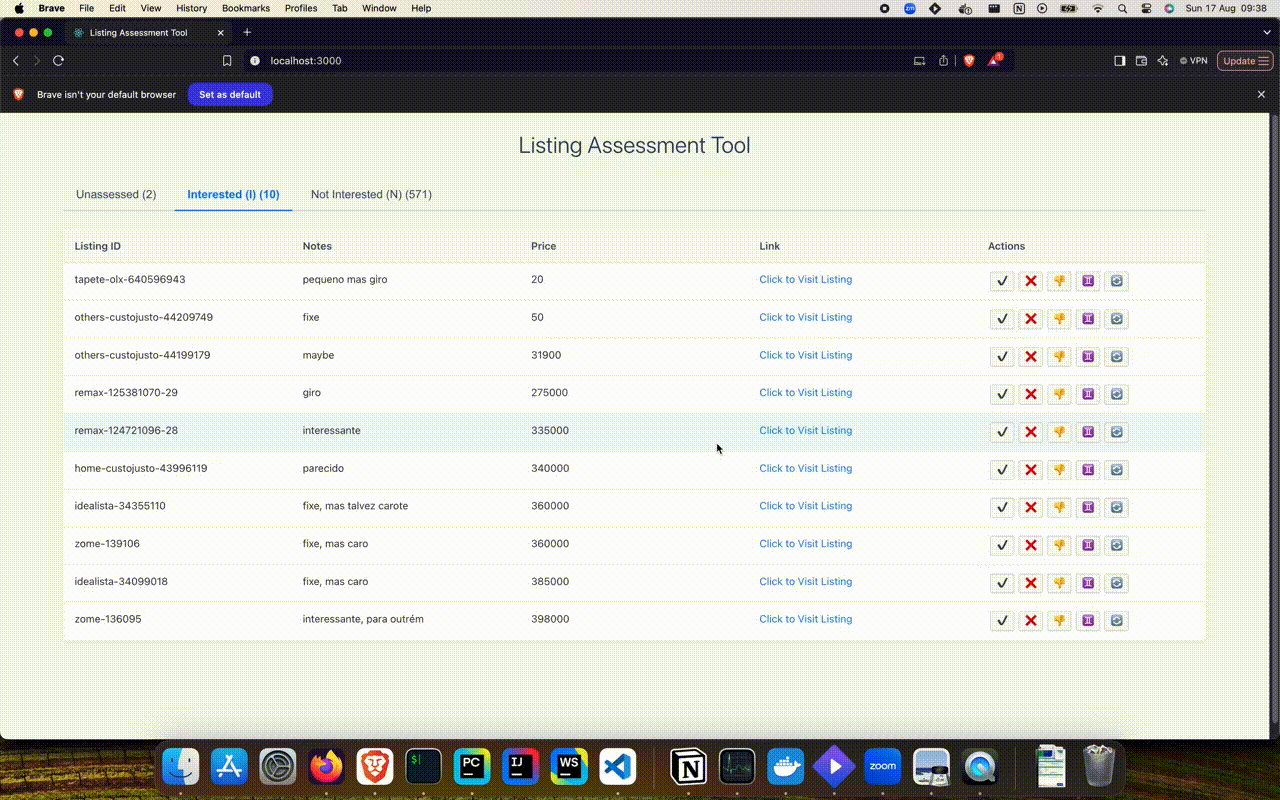 Brave File Edit View History Bookmarks Profiles Tab Window Help Sun 17 Aug 09:38
Listing Assessment Tool
localhost:3000 VPN Update
Brave isn't your default browser Set as default
Listing Assessment Tool
Unassessed (2) Interested (I) (10) Not Interested (N) (571)
Listing ID Notes Price Link Actions
tapete-olx-640596943 pequeno mas giro 20 Click to Visit Listing
others-custojusto-44209749 fixe 50 Click to Visit Listing
others-custojusto-44199179 maybe 31900 Click to Visit Listing
remax-125381070-29 giro 275000 Click to Visit Listing
remax-124721096-28 interessante 335000 Click to Visit Listing
home-custojusto-43996119 parecido 340000 Click to Visit Listing
idealista-34355110 fixe, mas talvez carote 360000 Click to Visit Listing
zome-139106 fixe, mas caro 360000 Click to Visit Listing
idealista-34099018 fixe, mas caro 385000 Click to Visit Listing
zome-136095 interessante, para outrém 398000 Click to Visit Listing
$ PC IJ WS N zoom